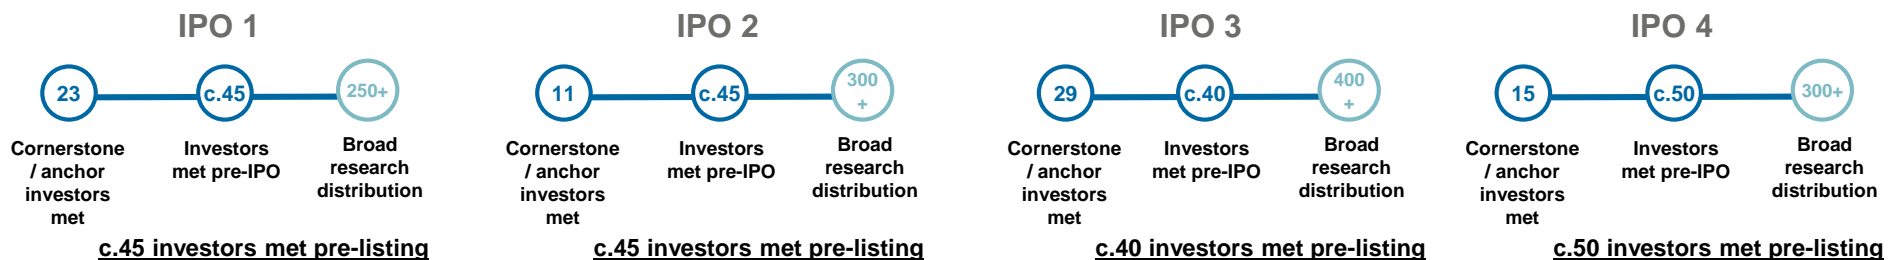 IPO 1
23
c.45
250+
Cornerstone
/ anchor
investors
met
Investors
met pre-IPO
Broad
research
distribution
c.45 investors met pre-listing
IPO 2
11
c.45
300
+
Cornerstone
/ anchor
investors
met
Investors
met pre-IPO
Broad
research
distribution
c.45 investors met pre-listing
IPO 3
29
c.40
400
+
Cornerstone
/ anchor
investors
met
Investors
met pre-IPO
Broad
research
distribution
c.40 investors met pre-listing
IPO 4
15
c.50
300+
Cornerstone
/ anchor
investors
met
Investors
met pre-IPO
Broad
research
distribution
c.50 investors met pre-listing